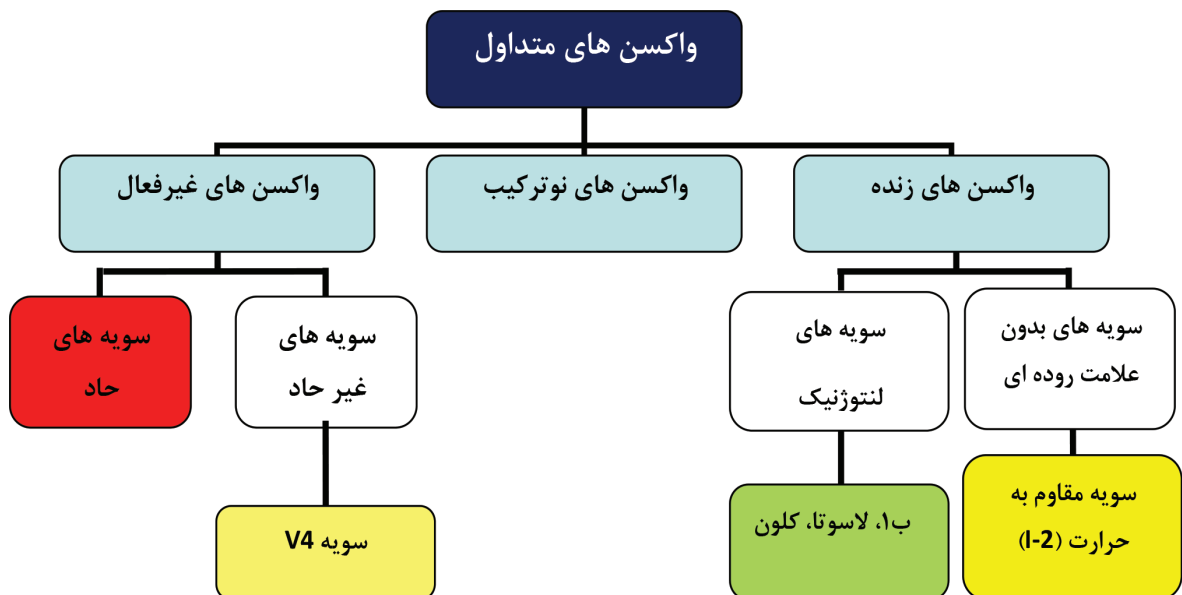 واکسن های متداول
واکسن های زنده
واکسن های نوترکیب
واکسن های غیرفعال
سویه های بدون
علامت روده ای
سویه های
لنتوژنیک
سویه های
غیر حاد
سویه های
حاد
سویه مقاوم به
حرارت (I-2)
ب۱، لاسوتا، کلون
سویه V4